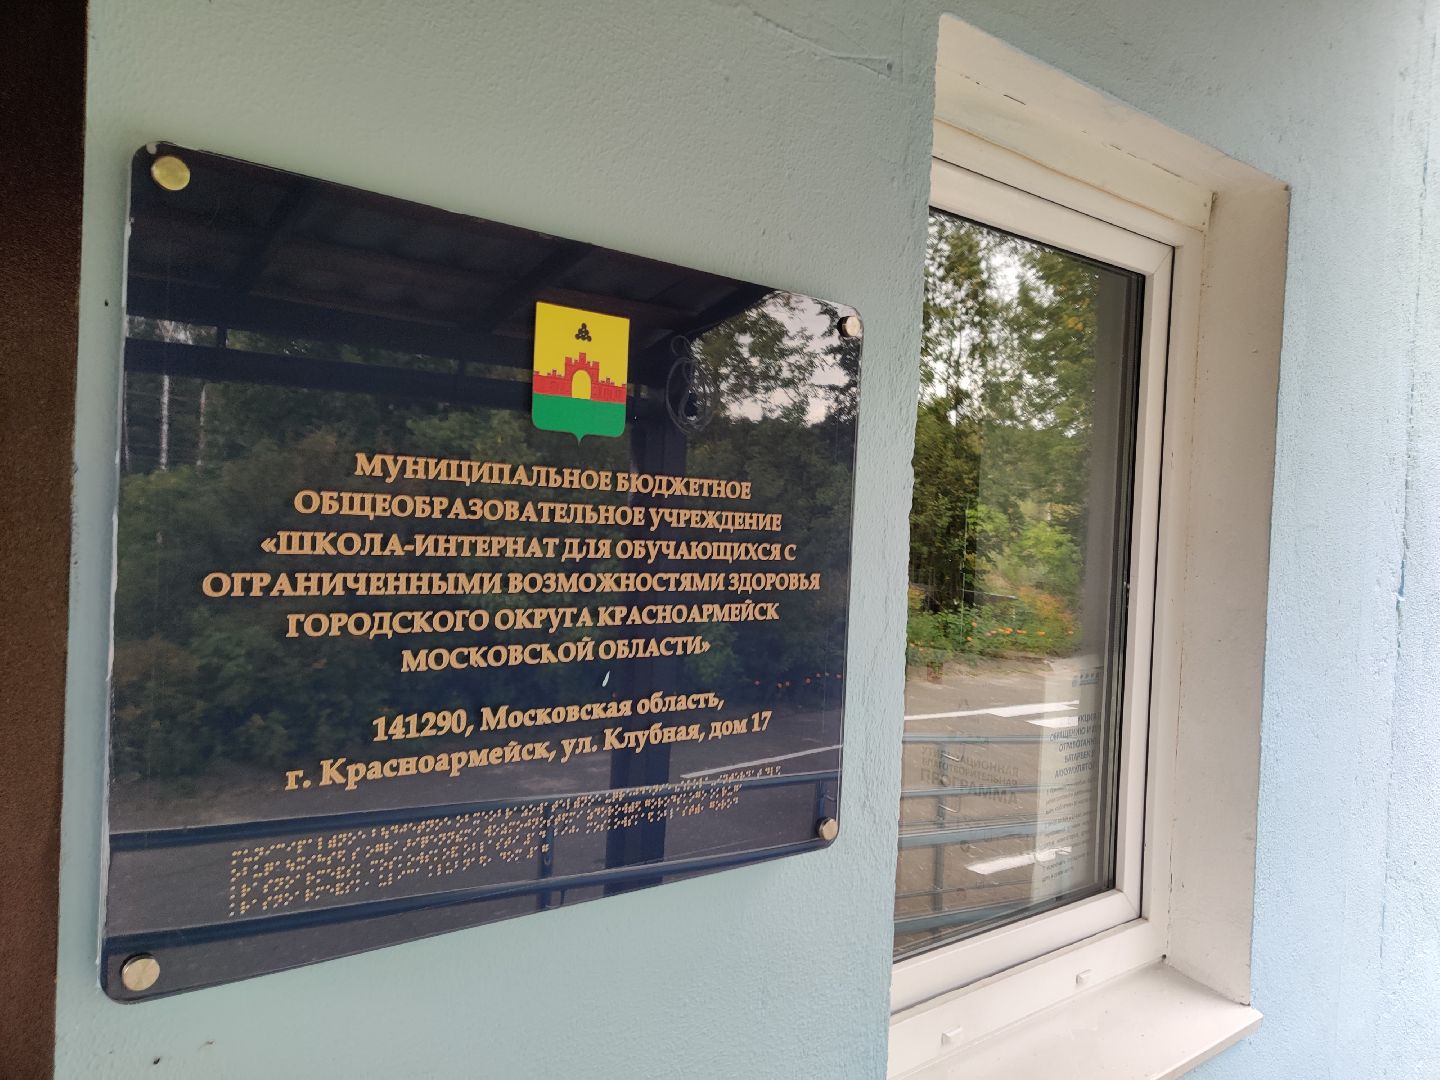 МУНИЦИПАЛЬНОЕ БЮДЖЕТНОЕ
ОБЩЕОБРАЗОВАТЕЛЬНОЕ УЧРЕЖДЕНИЕ
«ШКОЛА-ИНТЕРНАТ ДЛЯ ОБУЧАЮЩИХСЯ С
ОГРАНИЧЕННЫМИ ВОЗМОЖНОСТЯМИ ЗДОРОВЬЯ
ГОРОДСКОГО ОКРУГА КРАСНОАРМЕЙСК
МОСКОВСКОЙ ОБЛАСТИ»
141290, Московская область,
г. Красноармейск, ул. Клубная, дом 17